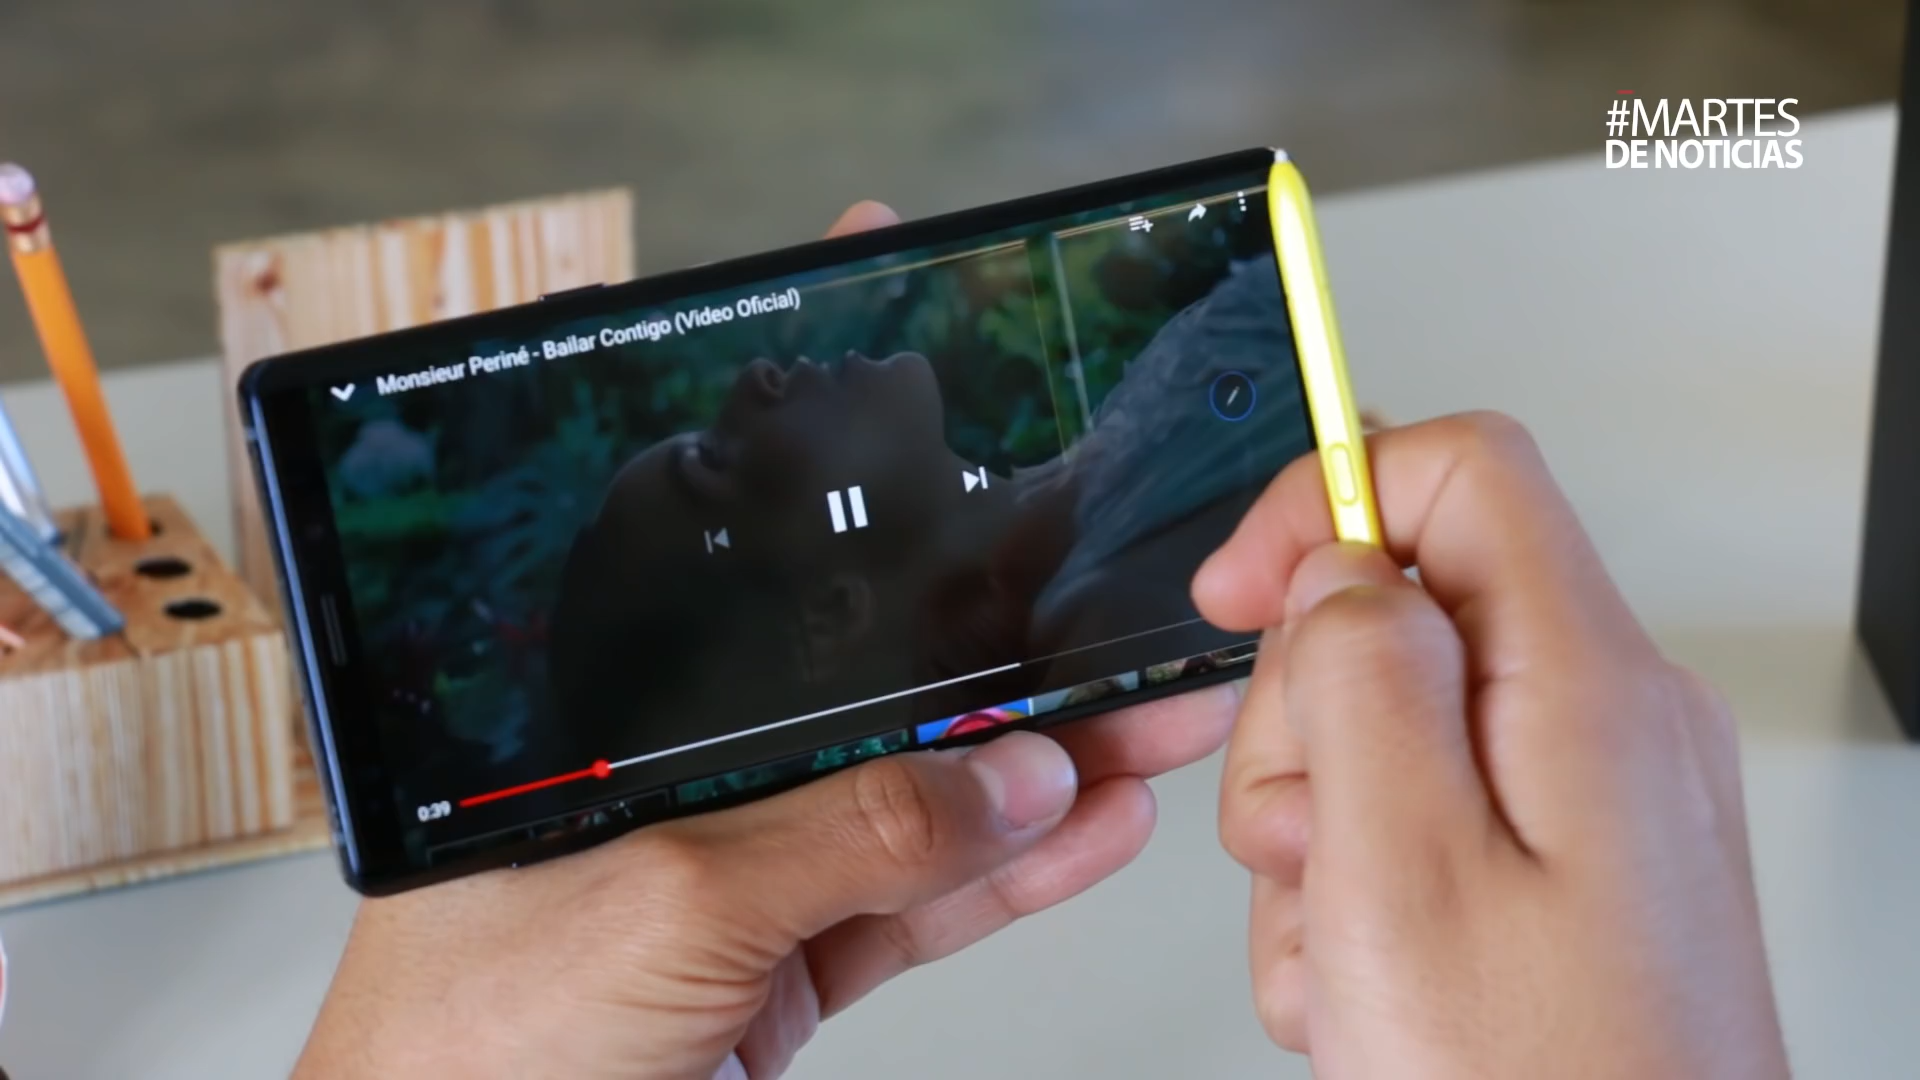 #MARTES
DE NOTICIAS
Monsieur Periné - Bailar Contigo (Video Oficial)
0:39